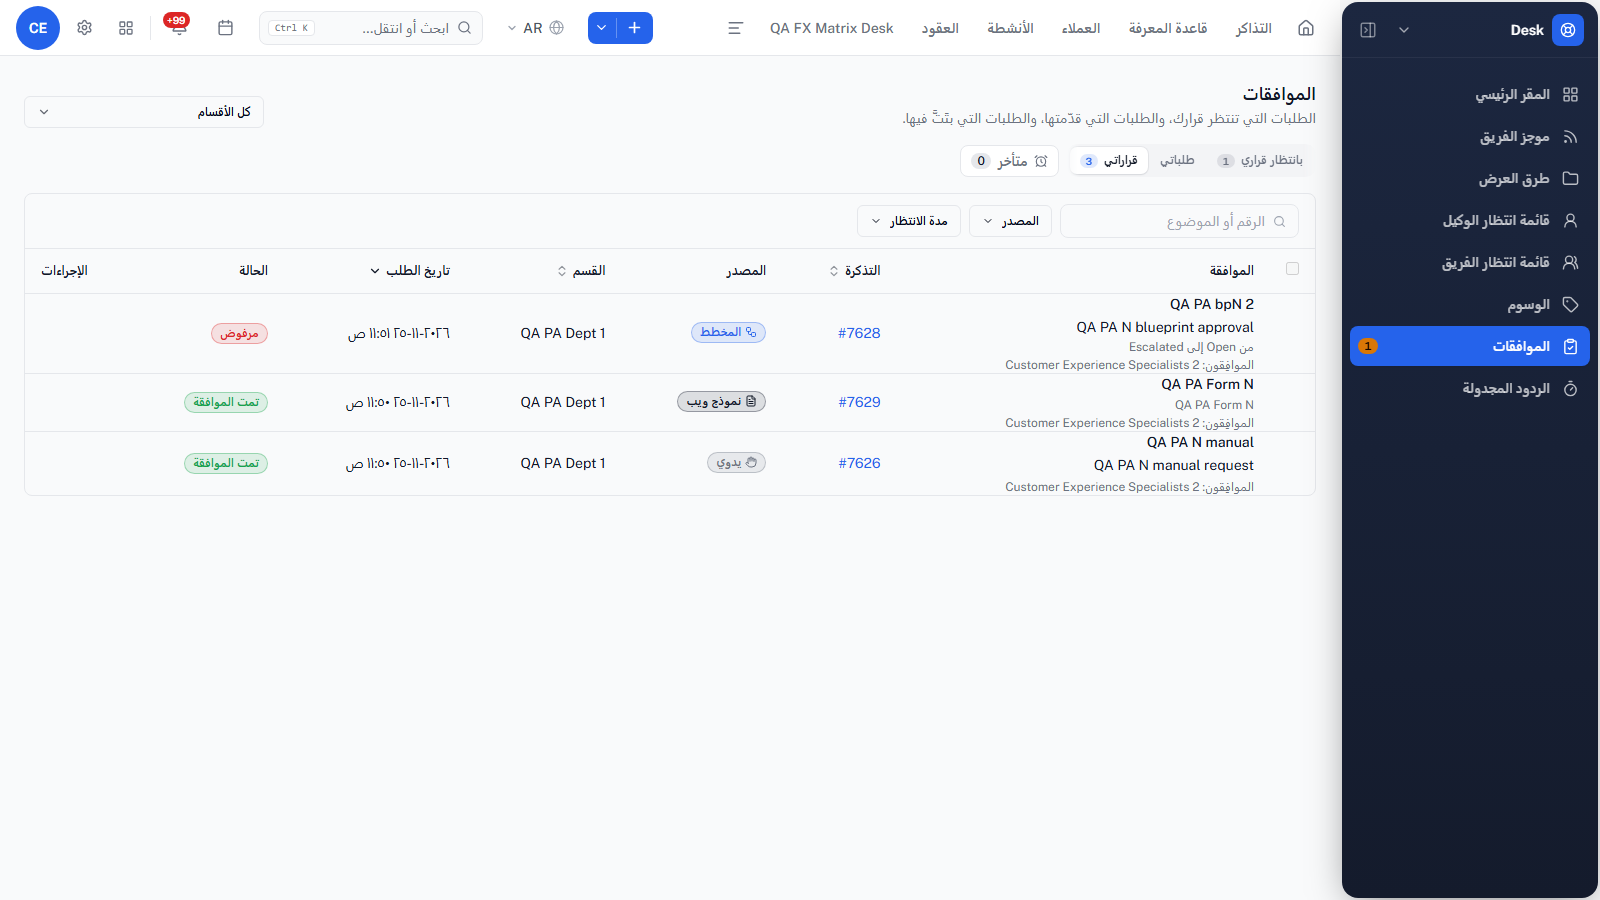 Desk
المقر الرئيسي
موجز الفريق
طرق العرض
قائمة انتظار الوكيل
قائمة انتظار الفريق
الوسوم
الموافقات 1
الردود المجدولة
التذاكر قاعدة المعرفة العملاء الأنشطة العقود QA FX Matrix Desk
AR
ابحث أو انتقل... Ctrl K
+99
CE
الموافقات
الطلبات التي تنتظر قرارك، والطلبات التي قدّمتها، والطلبات التي بتَتَّ فيها.
كل الأقسام
بانتظار قراري 1 طلباتي قراراتي 3 متأخر 0
الرقم أو الموضوع المصدر مدة الانتظار
الموافقة التذكرة المصدر القسم تاريخ الطلب الحالة الإجراءات
QA PA bpN 2
QA PA N blueprint approval
من Open إلى Escalated
الموافِقون: Customer Experience Specialists 2
#7628 المخطط QA PA Dept 1 ٢٠٢٦-١١-٢٥ ١١:٥١ ص مرفوض
QA PA Form N
QA PA Form N
الموافِقون: Customer Experience Specialists 2
#7629 نموذج ويب QA PA Dept 1 ٢٠٢٦-١١-٢٥ ١١:٥٠ ص تمت الموافقة
QA PA N manual
QA PA N manual request
الموافِقون: Customer Experience Specialists 2
#7626 يدوي QA PA Dept 1 ٢٠٢٦-١١-٢٥ ١١:٥٠ ص تمت الموافقة